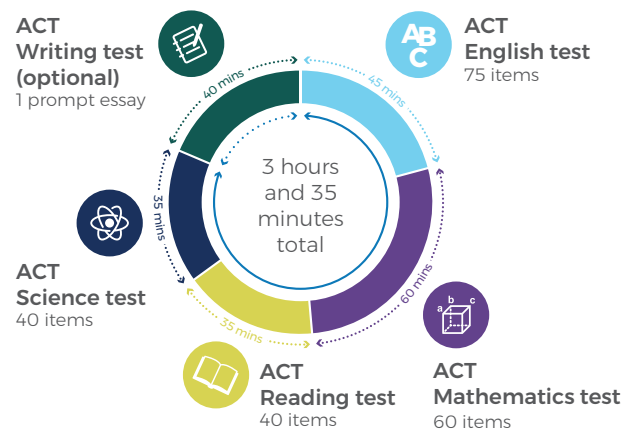 ACT
Writing test
(optional)
1 prompt essay
40 mins
ABC
ACT
English test
75 items
45 mins
3 hours
and 35
minutes
total
35 mins
ACT
Science test
40 items
35 mins
ACT
Reading test
40 items
60 mins
a b c
ACT
Mathematics test
60 items